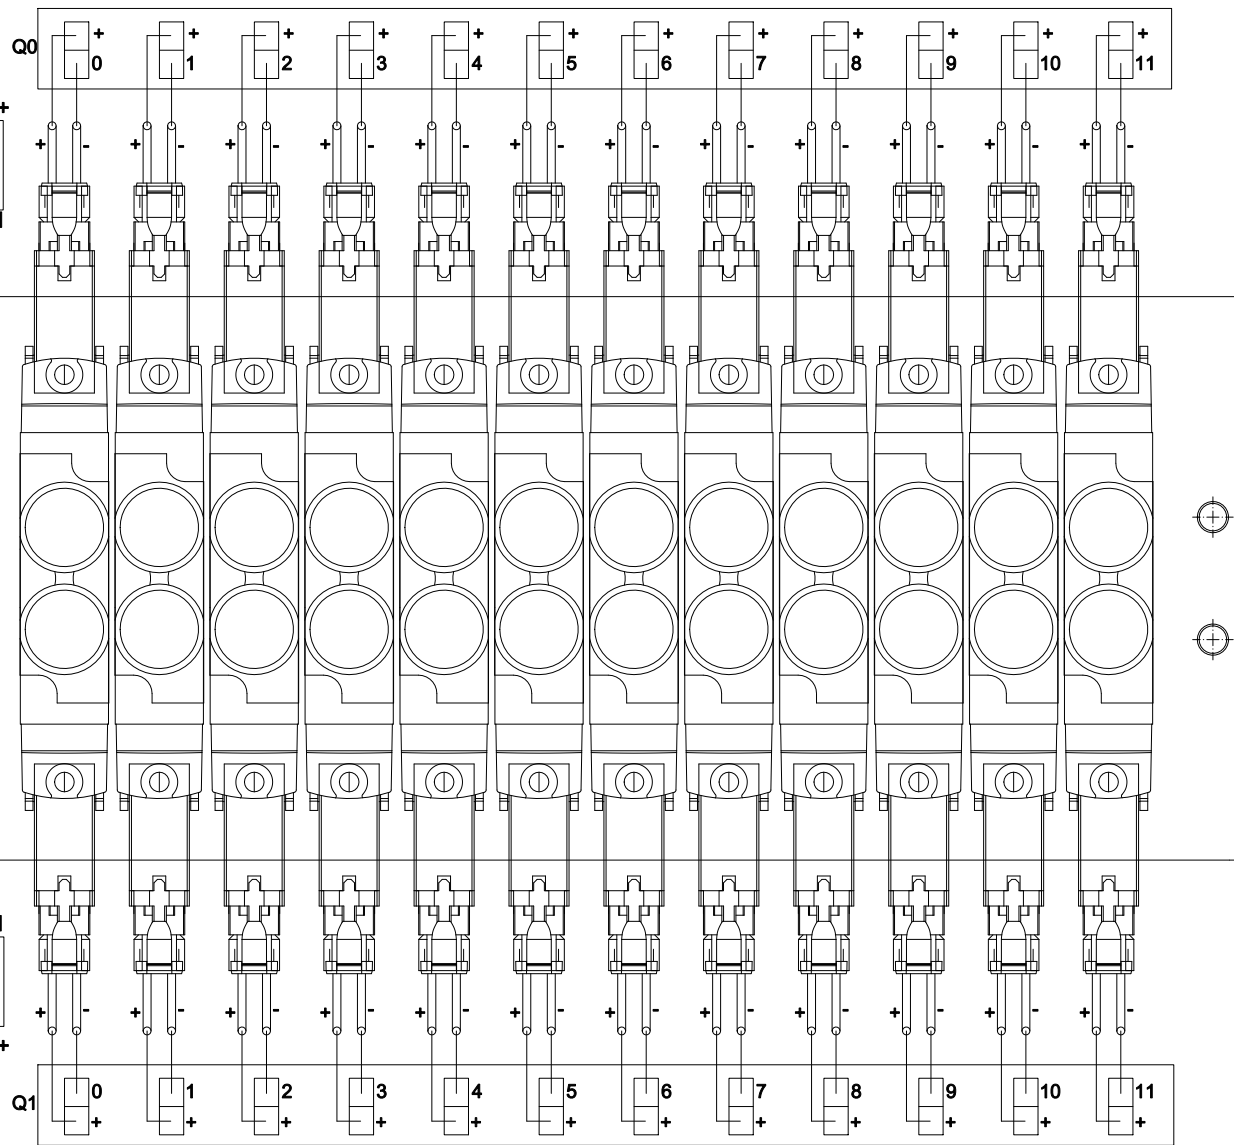 + + + + + + + + + + + +
Q0 0 1 2 3 4 5 6 7 8 9 10 11
+
+ - + - + - + - + - + - + - + - + - + - + - + -
+ - + - + - + - + - + - + - + - + - + - + - + -
+
0 1 2 3 4 5 6 7 8 9 10 11
Q1 + + + + + + + + + + + +